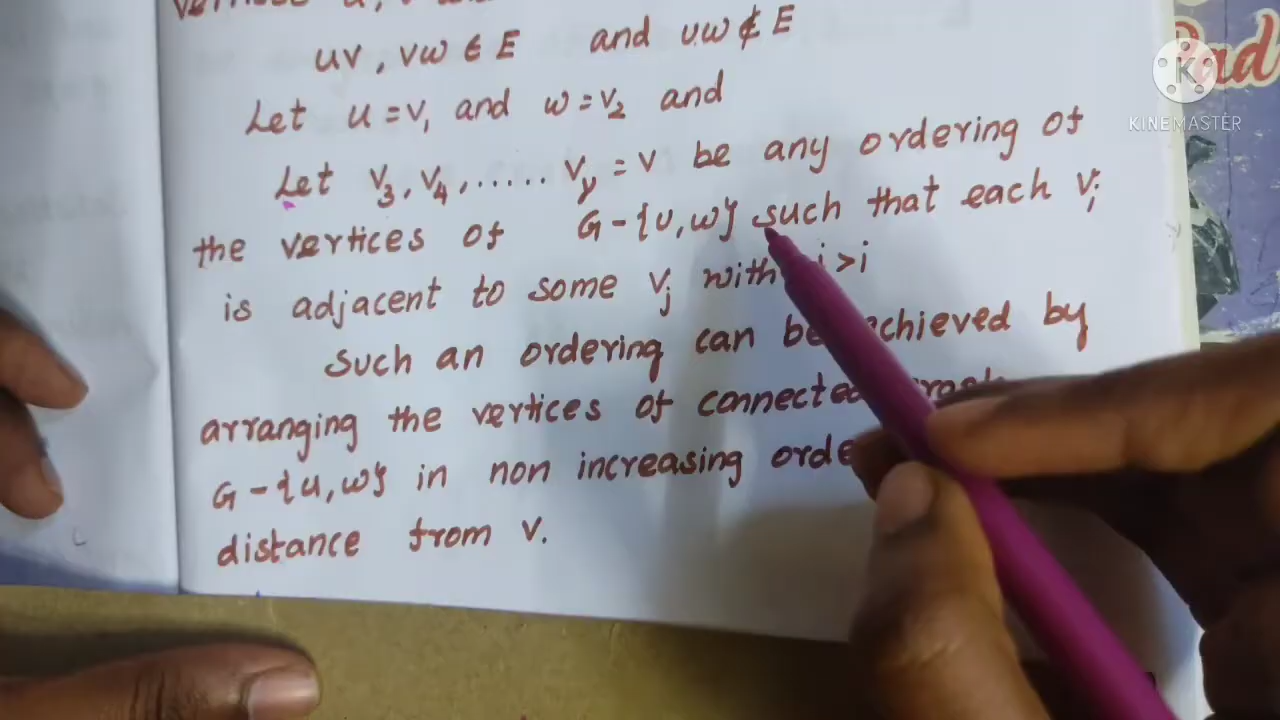 uv, vw ∈ E and uw ∉ E
Let u = v₁ and w = v₂ and
Let v₃, v₄, ...... vᵧ = v be any ordering of
the vertices of G - {u, w} such that each vᵢ
is adjacent to some vⱼ with j > i
Such an ordering can be achieved by
arranging the vertices of connected
G - {u, w} in non increasing
distance from v.
KINEMASTER